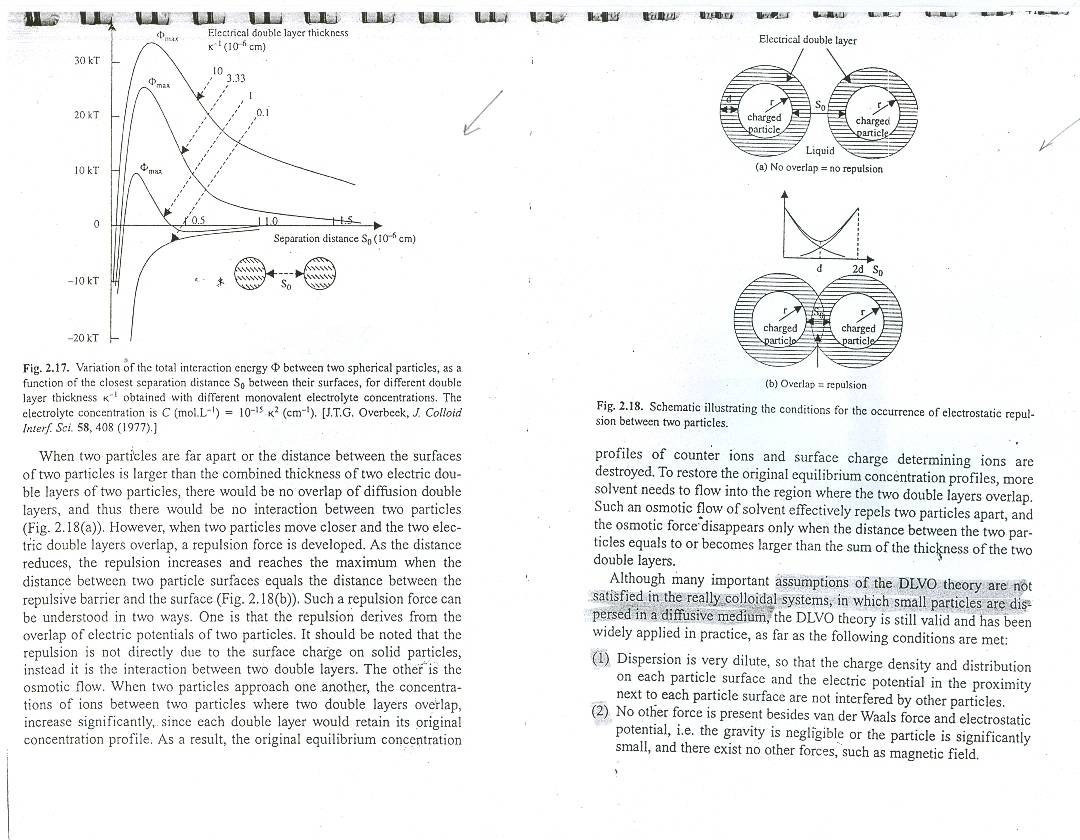 Electrical double layer thickness
κ⁻¹ (10⁻⁶ cm)
Φmax
30 kT
10
3.33
Φmax
1
0.1
20 kT
10 kT
Φmax
0
0.5
1.0
1.5
Separation distance S₀ (10⁻⁶ cm)
−10 kT
S₀
−20 kT
Fig. 2.17. Variation of the total interaction energy Φ between two spherical particles, as a
function of the closest separation distance S₀ between their surfaces, for different double
layer thickness κ⁻¹ obtained with different monovalent electrolyte concentrations. The
electrolyte concentration is C (mol.L⁻¹) = 10⁻¹⁵ κ² (cm⁻¹). [J.T.G. Overbeek, J. Colloid
Interf. Sci. 58, 408 (1977).]
When two particles are far apart or the distance between the surfaces
of two particles is larger than the combined thickness of two electric dou-
ble layers of two particles, there would be no overlap of diffusion double
layers, and thus there would be no interaction between two particles
(Fig. 2.18(a)). However, when two particles move closer and the two elec-
tric double layers overlap, a repulsion force is developed. As the distance
reduces, the repulsion increases and reaches the maximum when the
distance between two particle surfaces equals the distance between the
repulsive barrier and the surface (Fig. 2.18(b)). Such a repulsion force can
be understood in two ways. One is that the repulsion derives from the
overlap of electric potentials of two particles. It should be noted that the
repulsion is not directly due to the surface charge on solid particles,
instead it is the interaction between two double layers. The other is the
osmotic flow. When two particles approach one another, the concentra-
tions of ions between two particles where two double layers overlap,
increase significantly, since each double layer would retain its original
concentration profile. As a result, the original equilibrium concentration
Electrical double layer
d
r
S₀
r
charged
particle
charged
particle
Liquid
(a) No overlap = no repulsion
d
2d
S₀
r
S₀
r
charged
particle
charged
particle
(b) Overlap = repulsion
Fig. 2.18. Schematic illustrating the conditions for the occurrence of electrostatic repul-
sion between two particles.
profiles of counter ions and surface charge determining ions are
destroyed. To restore the original equilibrium concentration profiles, more
solvent needs to flow into the region where the two double layers overlap.
Such an osmotic flow of solvent effectively repels two particles apart, and
the osmotic force disappears only when the distance between the two par-
ticles equals to or becomes larger than the sum of the thickness of the two
double layers.
Although many important assumptions of the DLVO theory are not
satisfied in the really colloidal systems, in which small particles are dis-
persed in a diffusive medium, the DLVO theory is still valid and has been
widely applied in practice, as far as the following conditions are met:
(1) Dispersion is very dilute, so that the charge density and distribution
on each particle surface and the electric potential in the proximity
next to each particle surface are not interfered by other particles.
(2) No other force is present besides van der Waals force and electrostatic
potential, i.e. the gravity is negligible or the particle is significantly
small, and there exist no other forces, such as magnetic field.